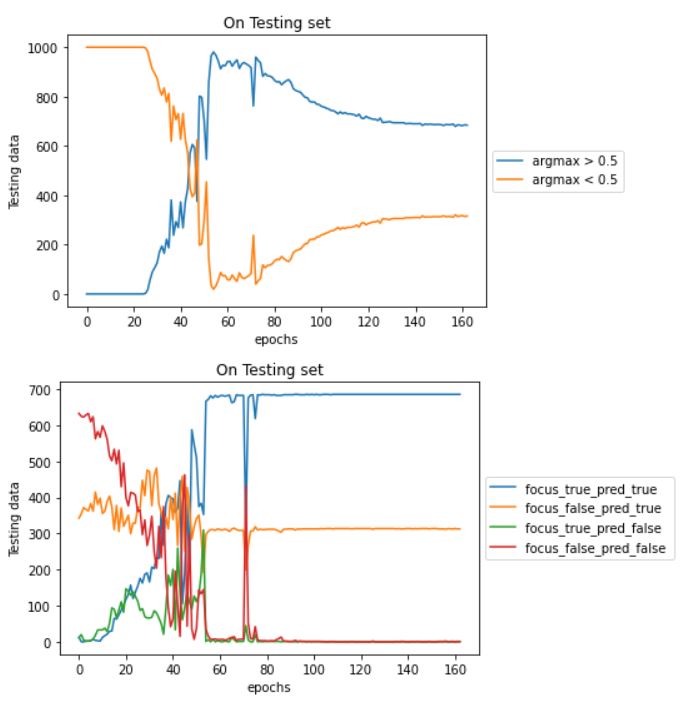 On Testing set
1000
800
600
400
200
0
Testing data
0 20 40 60 80 100 120 140 160
epochs
argmax > 0.5
argmax < 0.5
On Testing set
700
600
500
400
300
200
100
0
Testing data
0 20 40 60 80 100 120 140 160
epochs
focus_true_pred_true
focus_false_pred_true
focus_true_pred_false
focus_false_pred_false